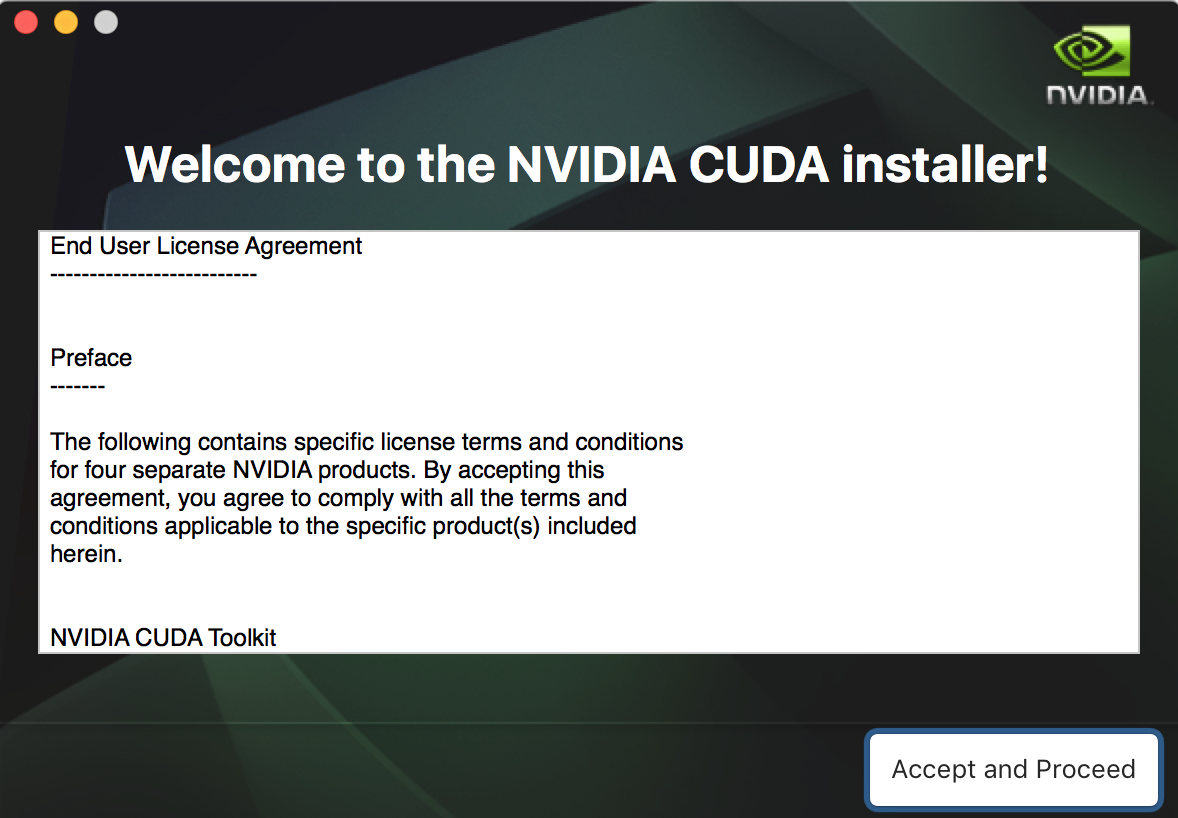 NVIDIA.
Welcome to the NVIDIA CUDA installer!
End User License Agreement
--------------------------
Preface
-------
The following contains specific license terms and conditions
for four separate NVIDIA products. By accepting this
agreement, you agree to comply with all the terms and
conditions applicable to the specific product(s) included
herein.
NVIDIA CUDA Toolkit
Accept and Proceed